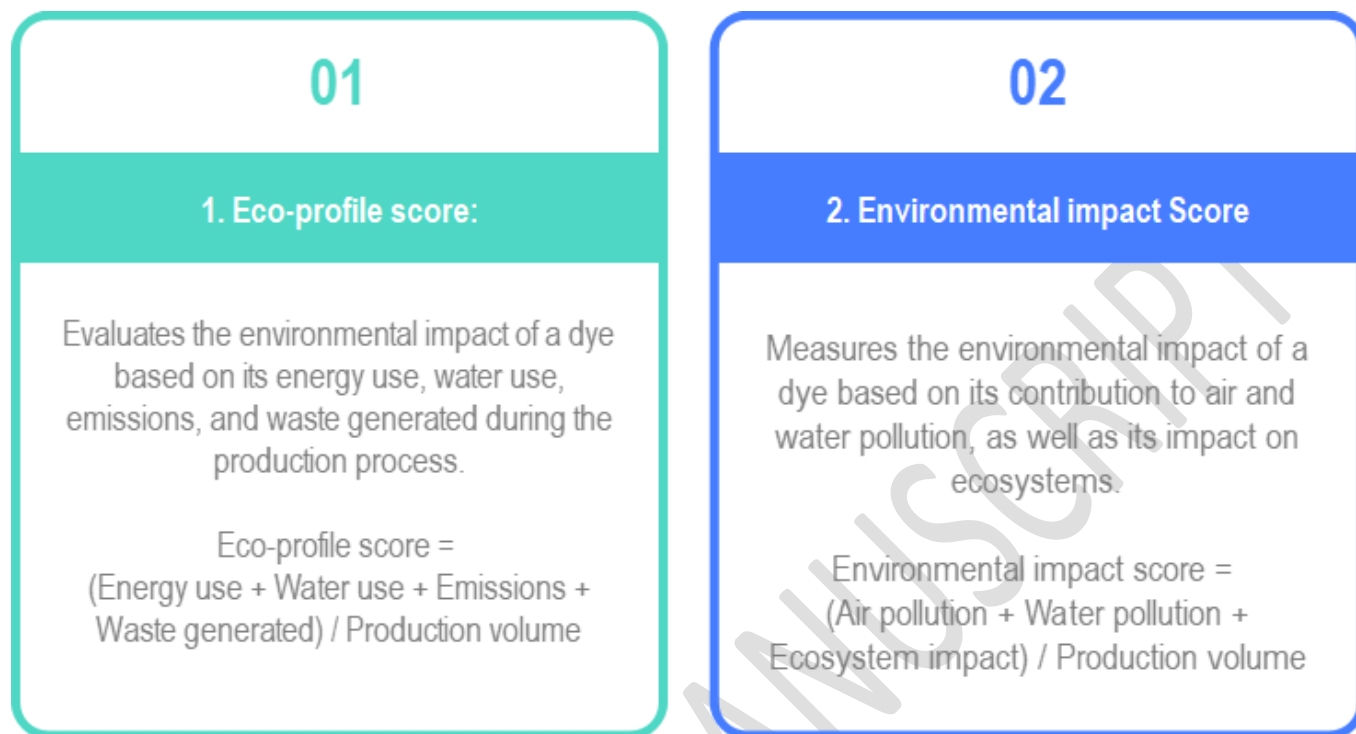 01
1. Eco-profile score:
Evaluates the environmental impact of a dye
based on its energy use, water use,
emissions, and waste generated during the
production process.
Eco-profile score =
(Energy use + Water use + Emissions +
Waste generated) / Production volume
02
2. Environmental impact Score
Measures the environmental impact of a
dye based on its contribution to air and
water pollution, as well as its impact on
ecosystems.
Environmental impact score =
(Air pollution + Water pollution +
Ecosystem impact) / Production volume
ANUSCRIPT